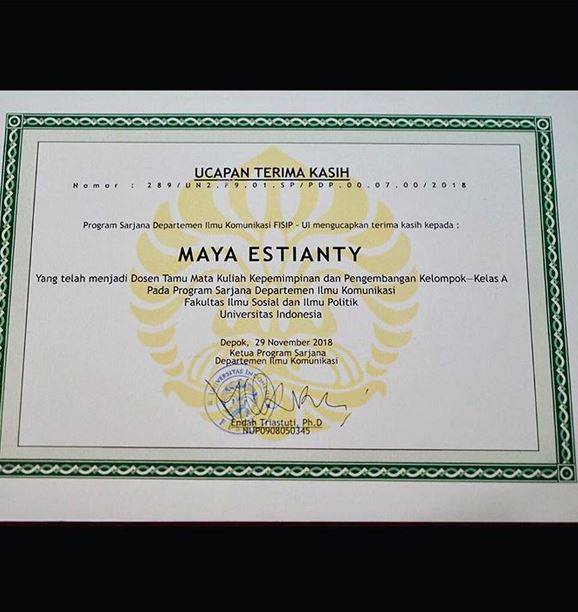 UCAPAN TERIMA KASIH
Nomor : 289/UN2.F9.01.SP/PDP.00.07.00/2018
Program Sarjana Departemen Ilmu Komunikasi FISIP - UI mengucapkan terima kasih kepada :
MAYA ESTIANTY
Yang telah menjadi Dosen Tamu Mata Kuliah Kepemimpinan dan Pengembangan Kelompok—Kelas A
Pada Program Sarjana Departemen Ilmu Komunikasi
Fakultas Ilmu Sosial dan Ilmu Politik
Universitas Indonesia
Depok, 29 November 2018
Ketua Program Sarjana
Departemen Ilmu Komunikasi
Endah Triastuti, Ph.D
NUP0908050345